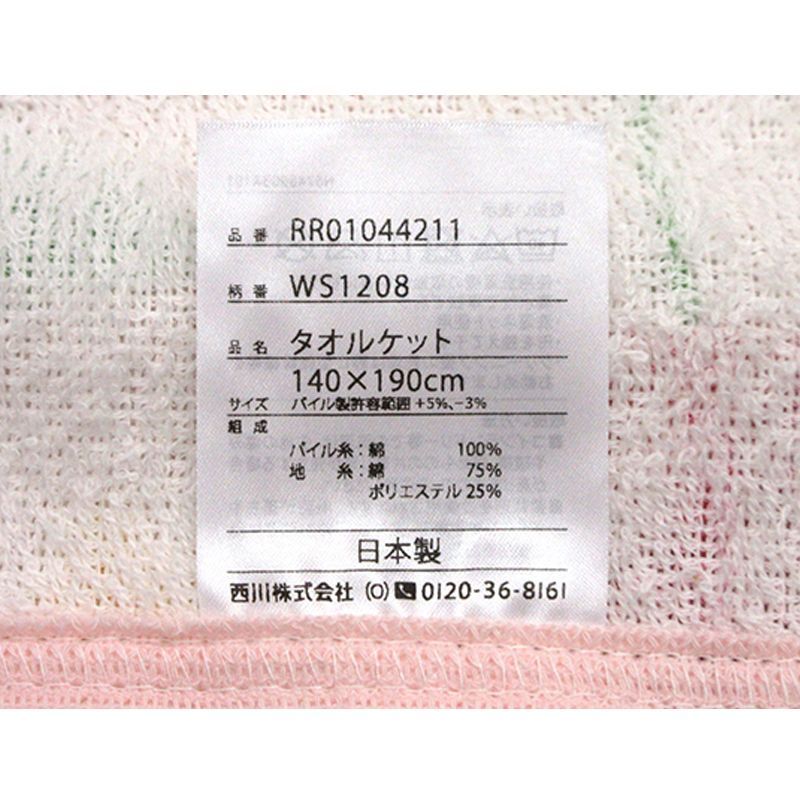 品番 RR01044211
柄番 WS1208
品名 タオルケット
140×190cm
サイズ パイル製許容範囲 +5%、-3%
組成
パイル糸:綿 100%
地 糸:綿 75%
ポリエステル 25%
日本製
西川株式会社 (O) 0120-36-8161